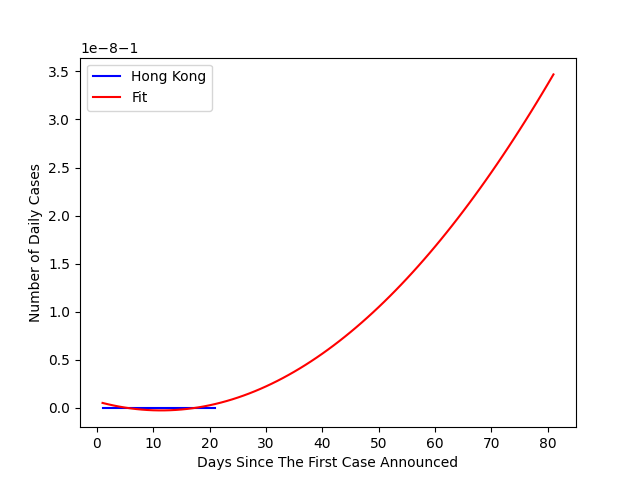 1e−8−1
Hong Kong
Fit
3.5
3.0
2.5
2.0
1.5
1.0
0.5
0.0
Number of Daily Cases
0 10 20 30 40 50 60 70 80
Days Since The First Case Announced